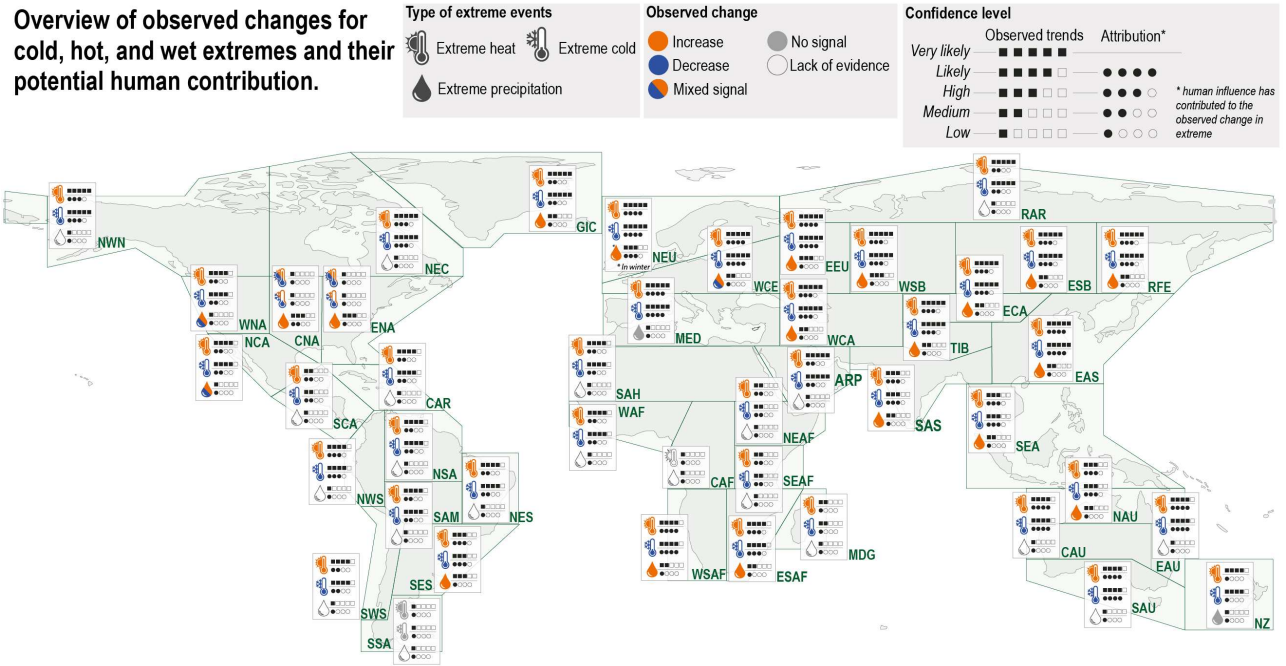 Overview of observed changes for
cold, hot, and wet extremes and their
potential human contribution.
Type of extreme events
Extreme heat
Extreme cold
Extreme precipitation
Observed change
Increase
No signal
Decrease
Lack of evidence
Mixed signal
Confidence level
Observed trends
Attribution*
Very likely
Likely
High
Medium
Low
* human influence has
contributed to the
observed change in
extreme
NWN
NEC
GIC
NEU
* In winter
WCE
EEU
WSB
RAR
ESB
RFE
ECA
WNA
CNA
ENA
NCA
MED
WCA
TIB
EAS
SCA
CAR
SAH
ARP
SAS
WAF
NEAF
SEA
NWS
NSA
CAF
SEAF
SAM
NES
NAU
WSAF
ESAF
MDG
CAU
EAU
SES
SWS
SAU
NZ
SSA